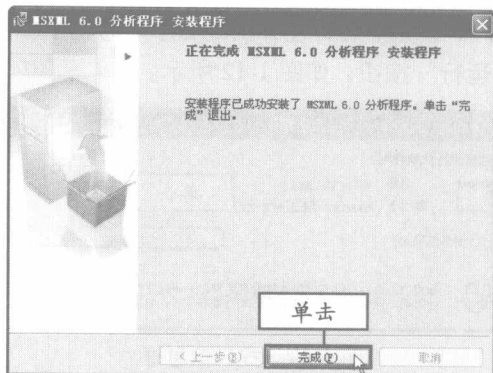 MSXML 6.0 分析程序 安装程序
正在完成 MSXML 6.0 分析程序 安装程序
安装程序已成功安装了 MSXML 6.0 分析程序。单击“完
成”退出。
单击
< 上一步(B)
完成(F)
取消